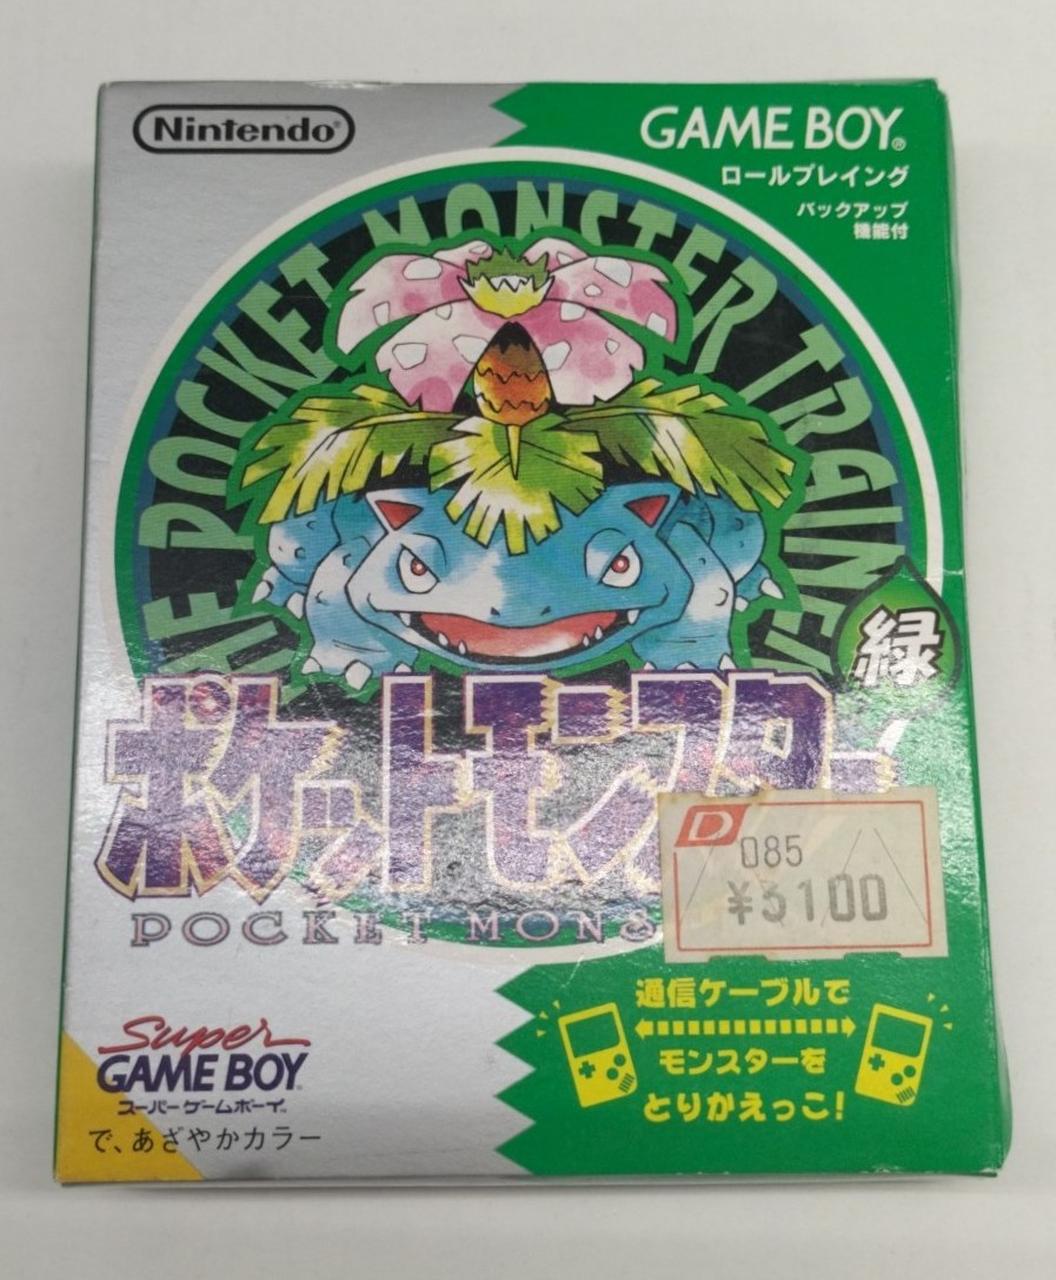 Nintendo®
GAME BOY®
ロールプレイング
バックアップ
機能付
POCKET MONSTER TRAINER
緑
ポケットモンスター
POCKET MONS
D
085
¥3100
通信ケーブルで
モンスターを
とりかえっこ!
Super
GAME BOY
スーパーゲームボーイ
で、あざやかカラー